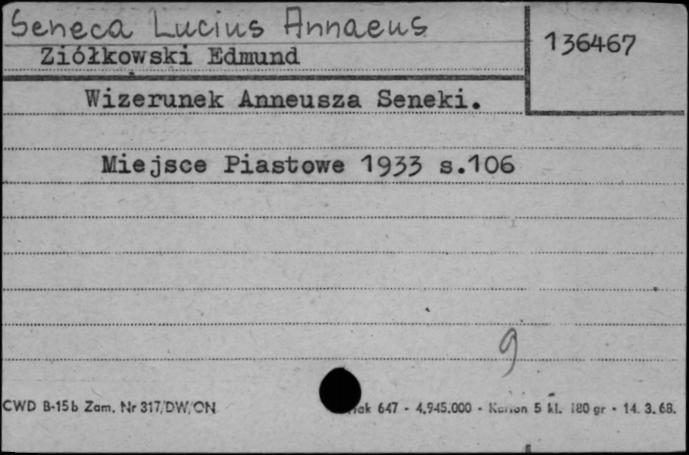 Seneca Lucius Annaeus
Ziółkowski Edmund
136467
Wizerunek Anneusza Seneki.
Miejsce Piastowe 1933 s.106
9
CWD B-15b Zam. Nr 317/DW/ON 647 - 4.945.000 - Karton 5 kl. 180 gr - 14. 3. 68.